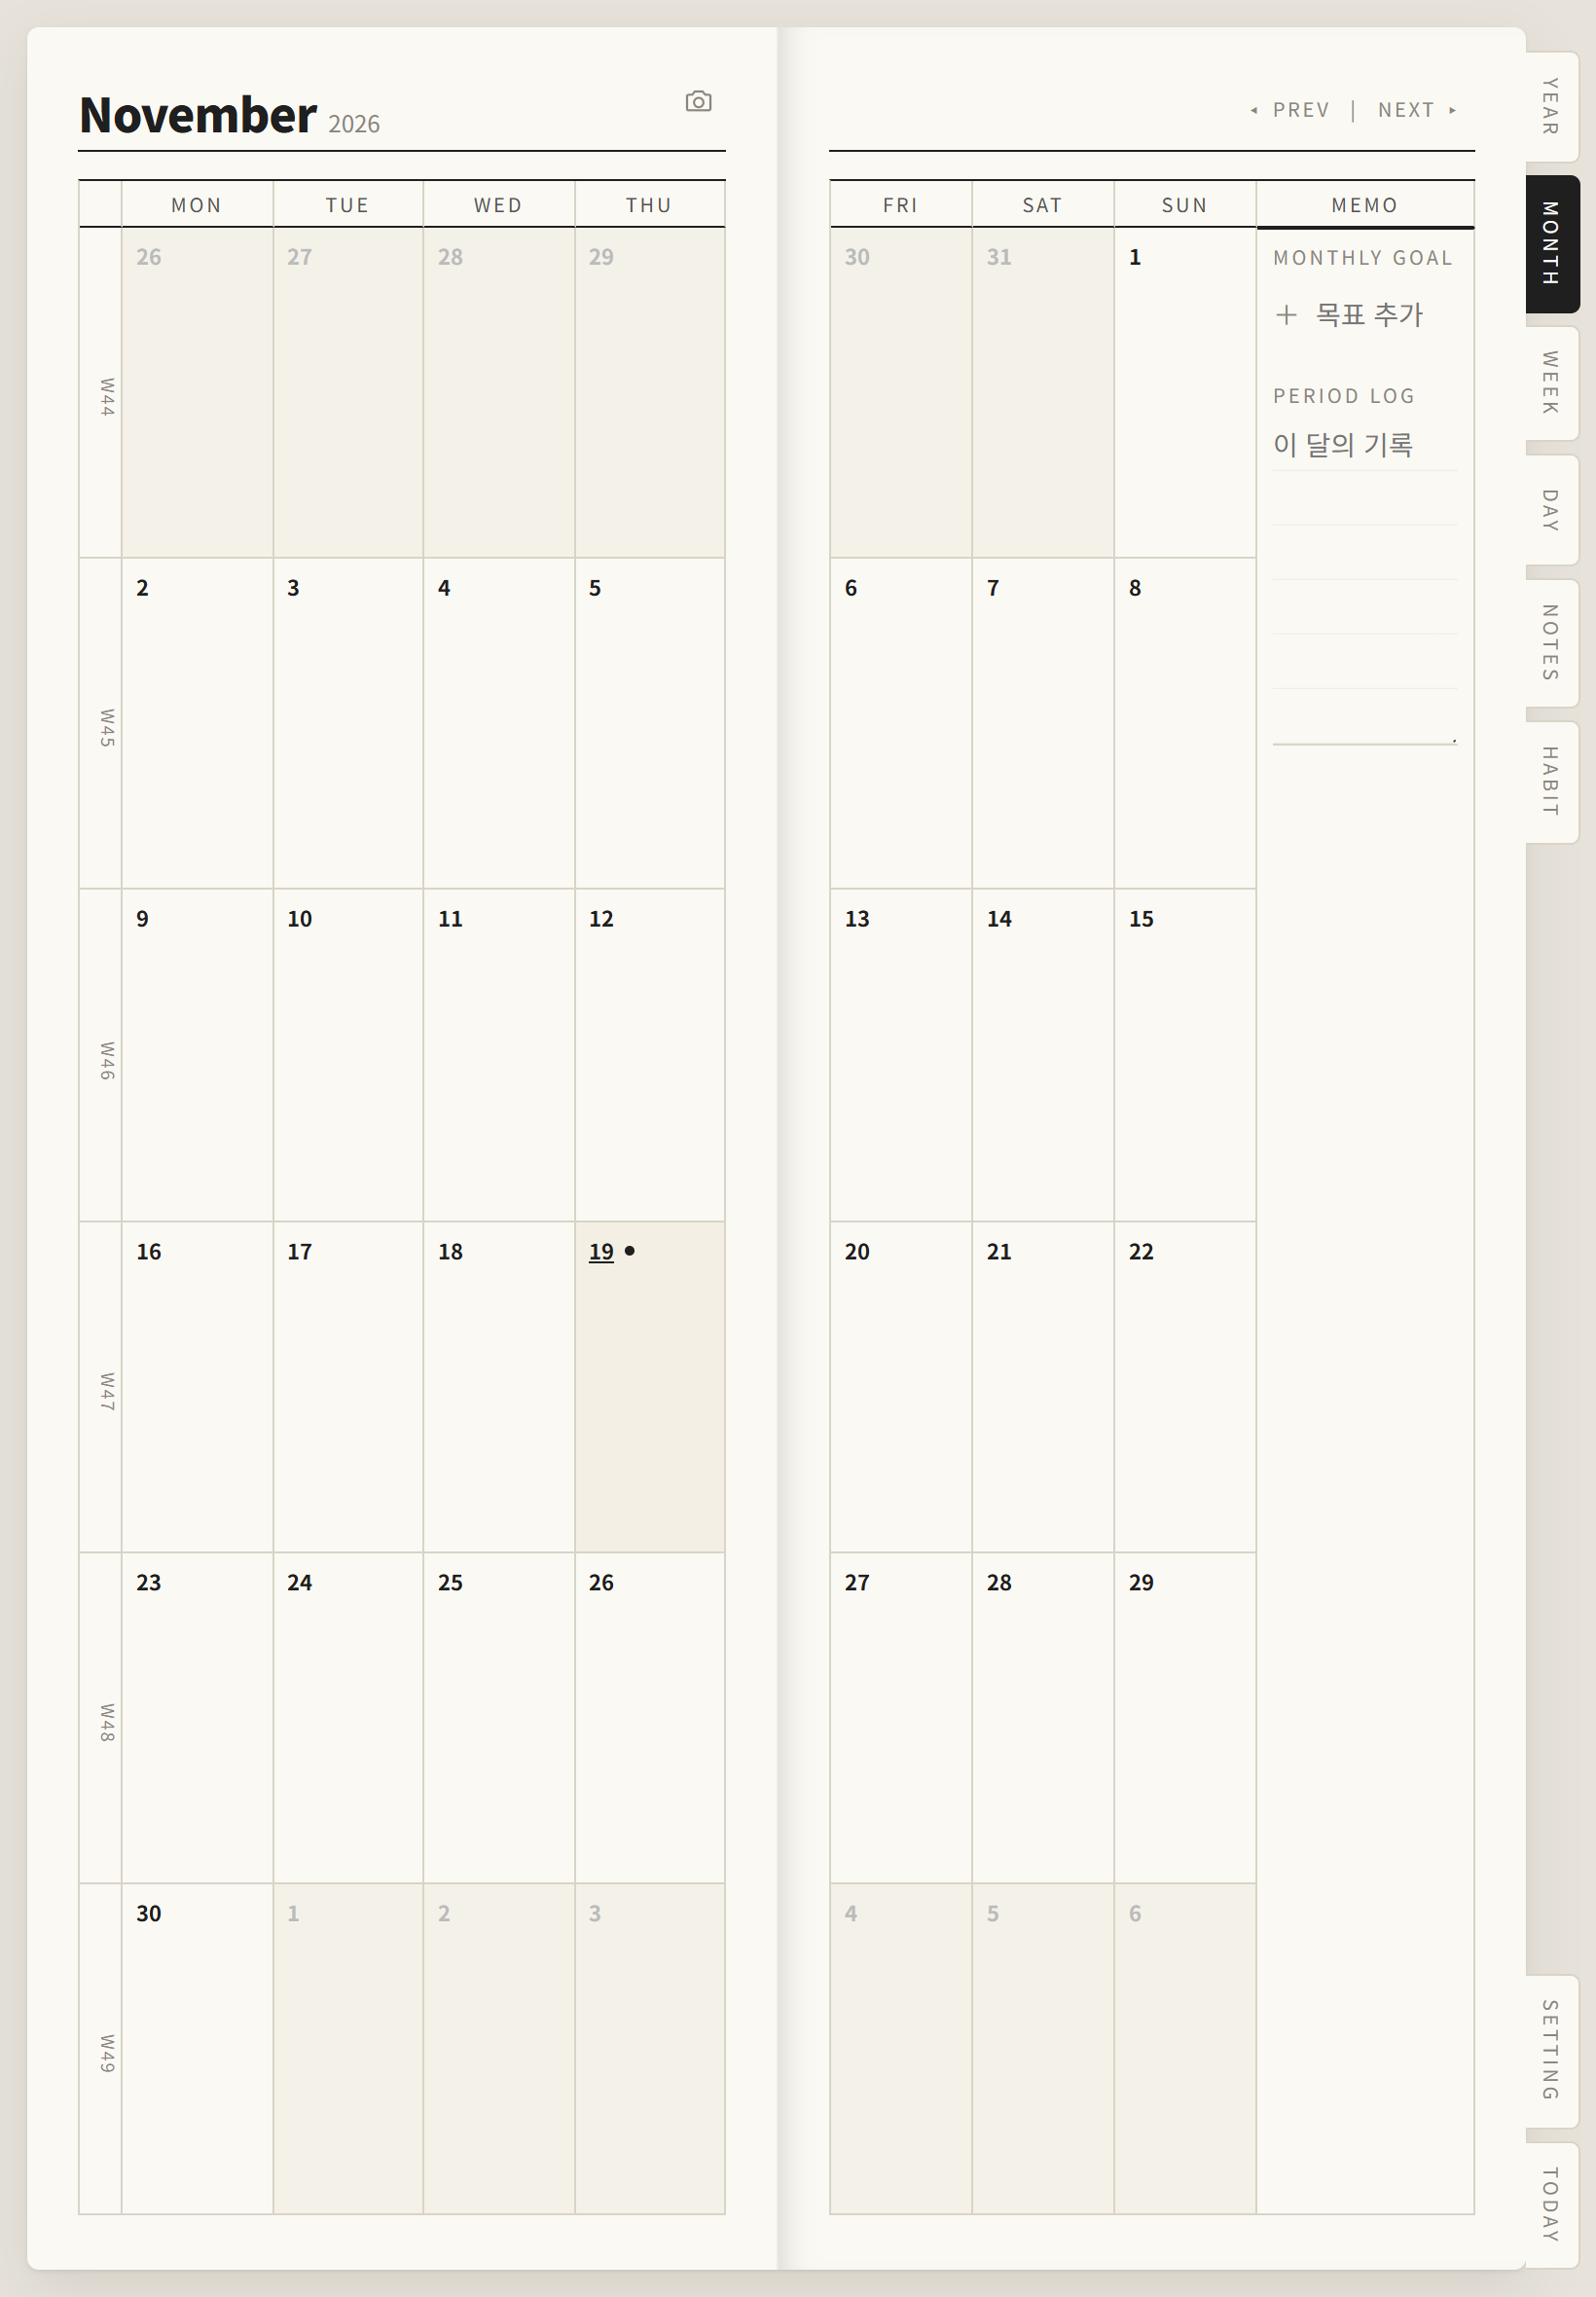 November 2026
◂ PREV | NEXT ▸
MON TUE WED THU FRI SAT SUN MEMO
W44 26 27 28 29 30 31 1
MONTHLY GOAL
+ 목표 추가
PERIOD LOG
이 달의 기록
W45 2 3 4 5 6 7 8
W46 9 10 11 12 13 14 15
W47 16 17 18 19 • 20 21 22
W48 23 24 25 26 27 28 29
W49 30 1 2 3 4 5 6
YEAR
MONTH
WEEK
DAY
NOTES
HABIT
SETTING
TODAY